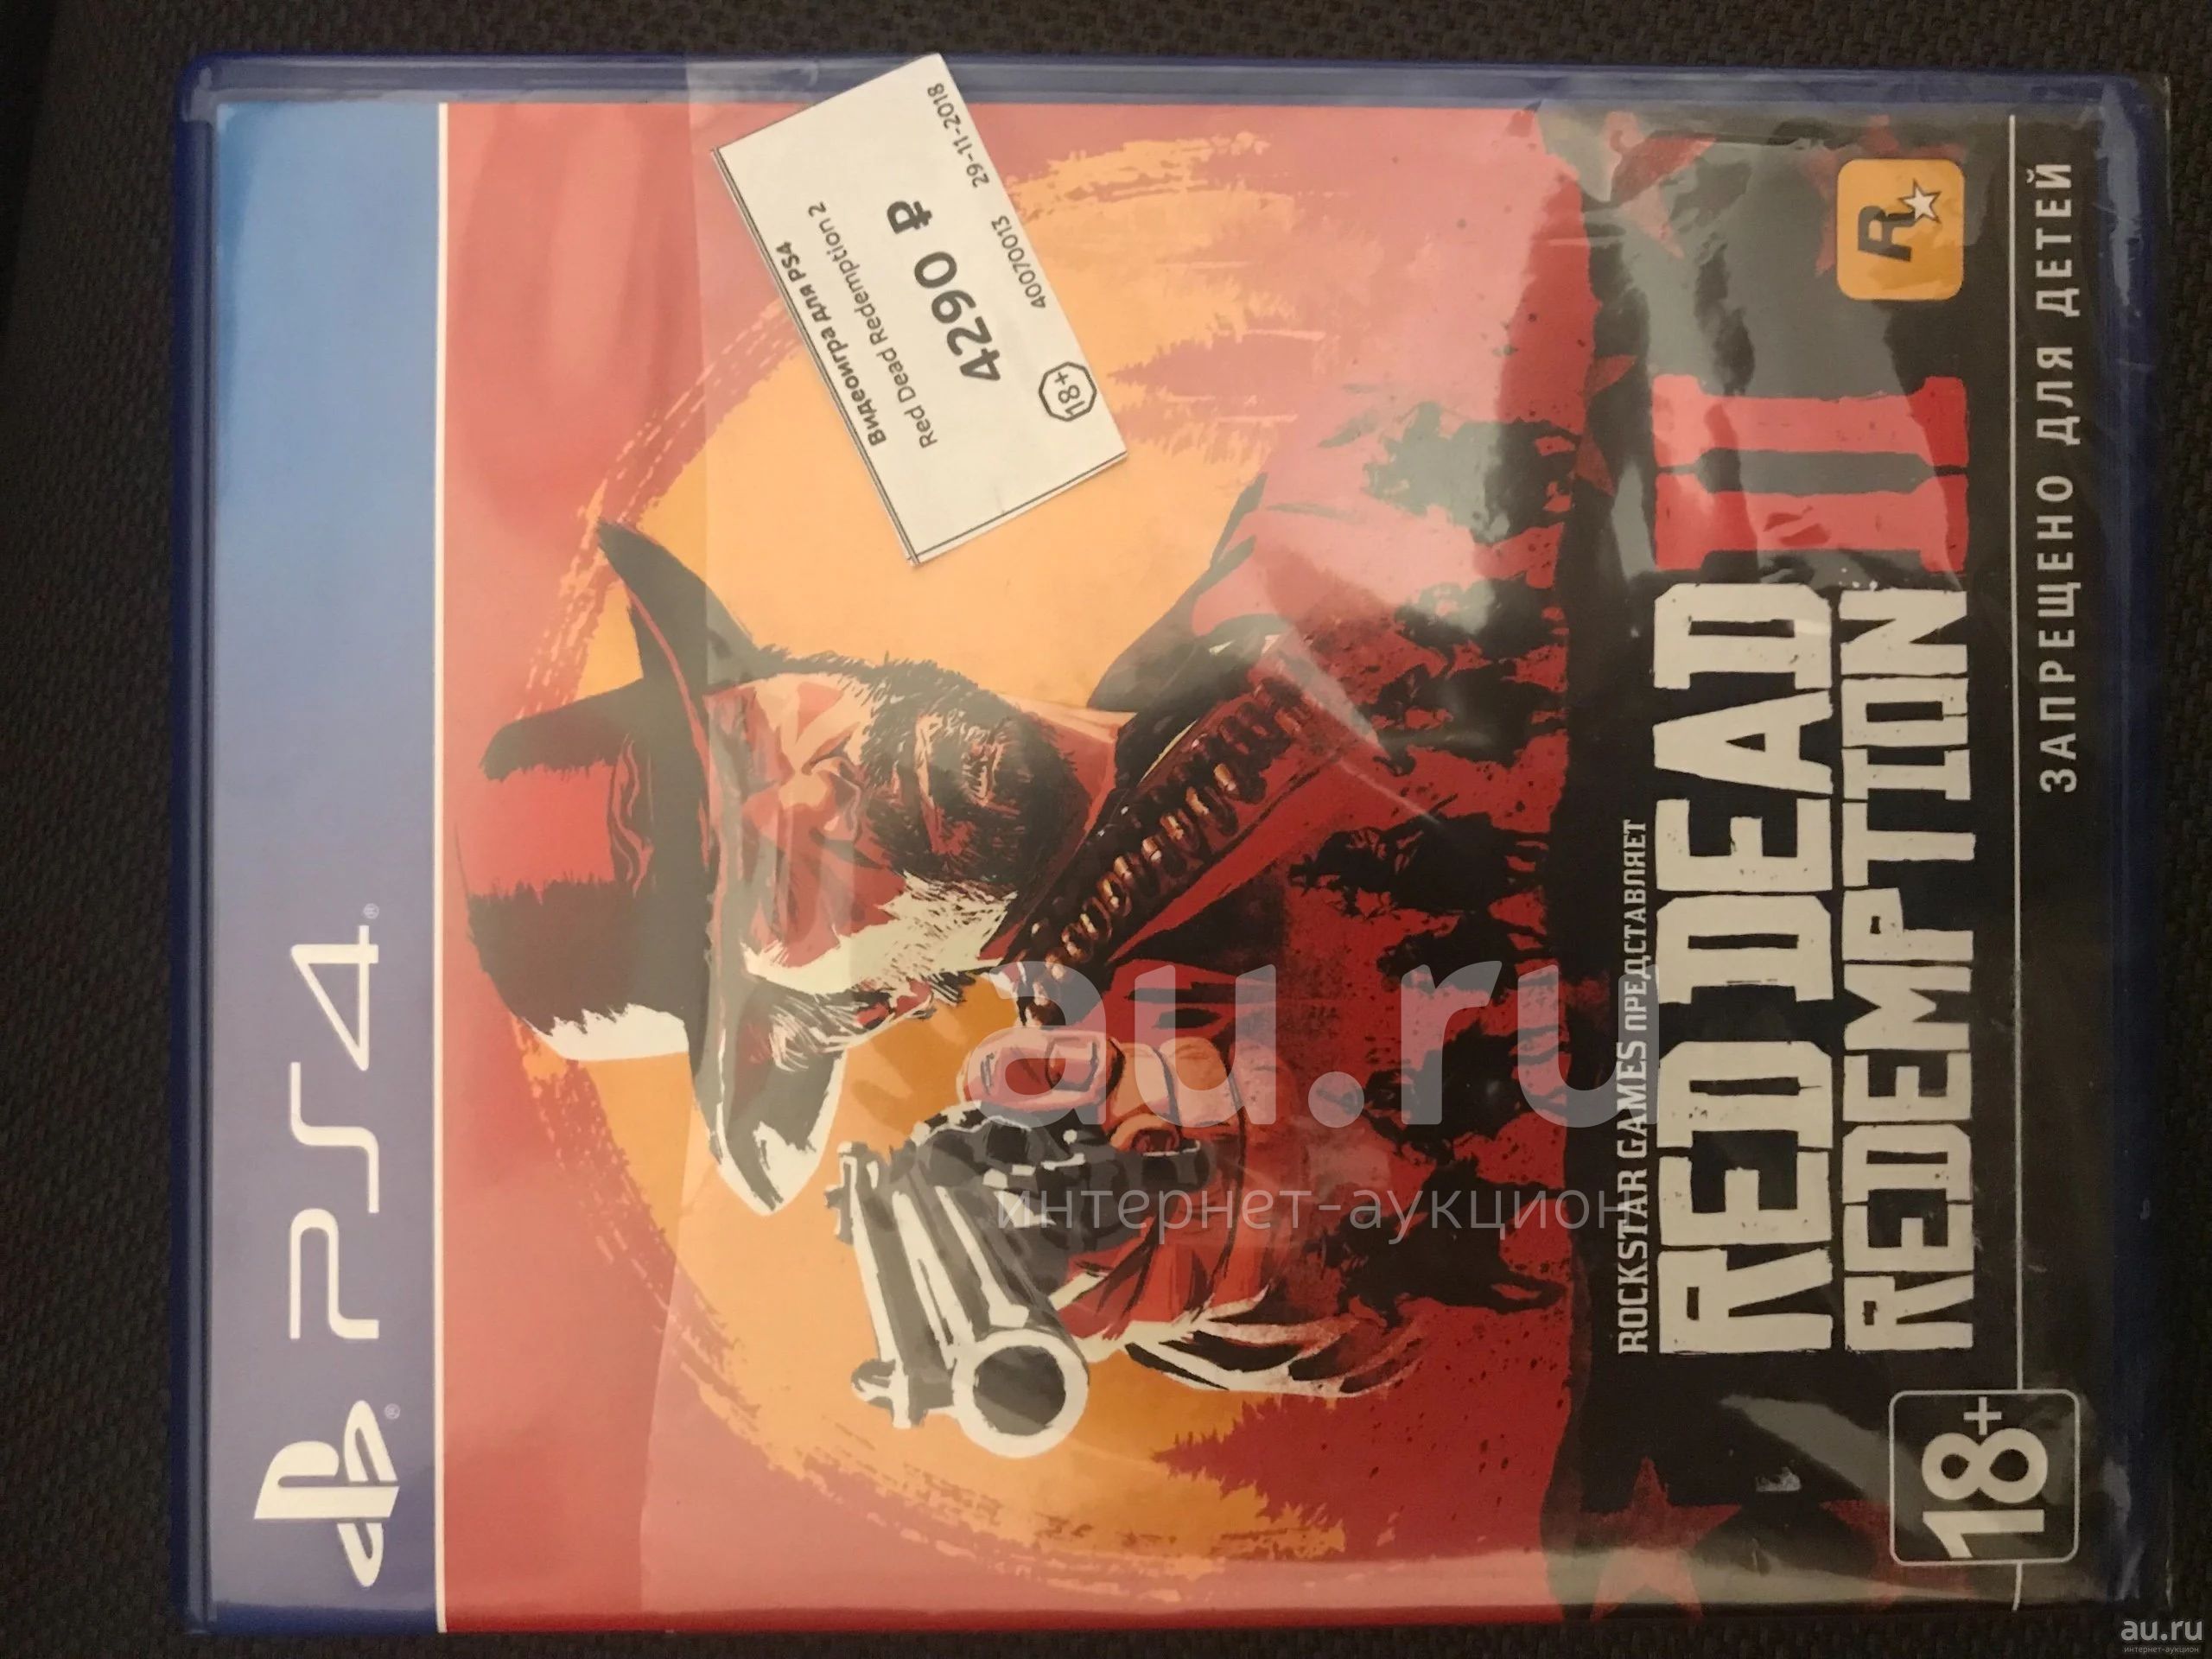 PS4
Видеоигра для PS4
Red Dead Redemption 2
4290 ₽
40070013 29-11-2018
18+
ROCKSTAR GAMES ПРЕДСТАВЛЯЕТ
RED DEAD
REDEMPTION II
R
18+
ЗАПРЕЩЕНО ДЛЯ ДЕТЕЙ
au.ru
интернет-аукцион
au.ru
интернет-аукцион